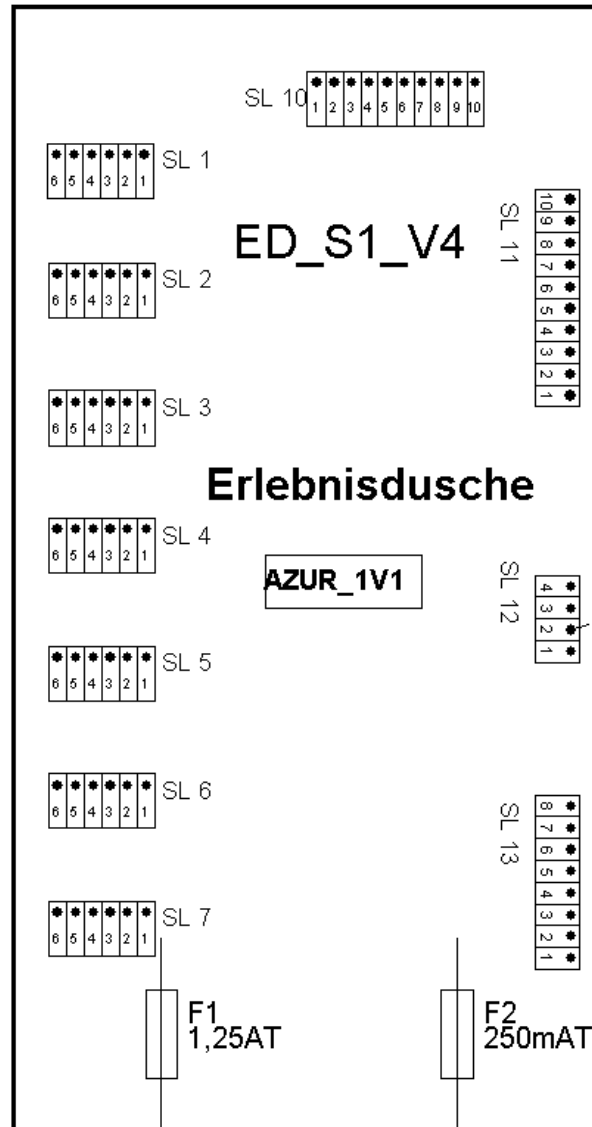 SL 10
1 2 3 4 5 6 7 8 9 10
SL 1
6 5 4 3 2 1
SL 11
10 9 8 7 6 5 4 3 2 1
ED_S1_V4
SL 2
6 5 4 3 2 1
SL 3
6 5 4 3 2 1
Erlebnisdusche
SL 4
6 5 4 3 2 1
AZUR_1V1
SL 12
4 3 2 1
SL 5
6 5 4 3 2 1
SL 6
6 5 4 3 2 1
SL 13
8 7 6 5 4 3 2 1
SL 7
6 5 4 3 2 1
F1
1,25AT
F2
250mAT